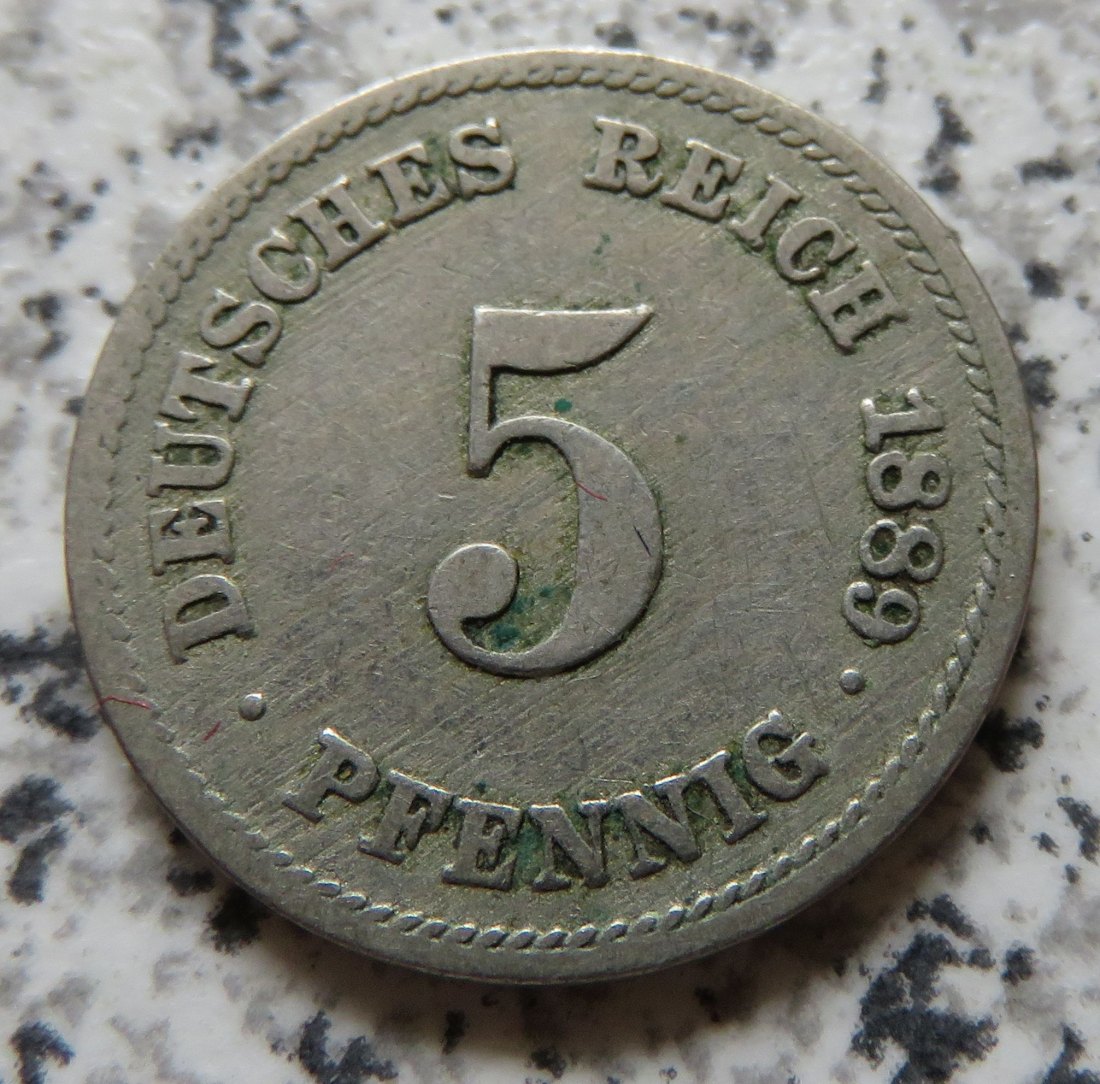 DEUTSCHES REICH 1889
5
· PFENNIG ·